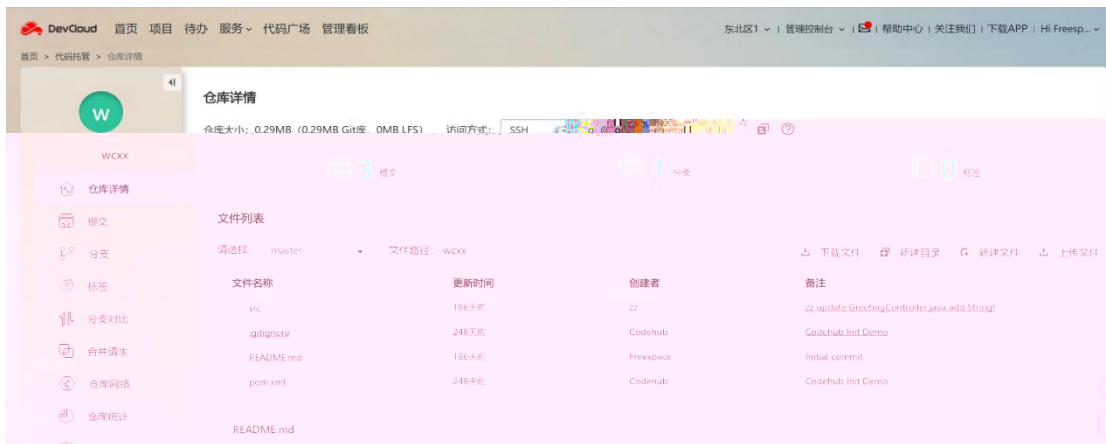 DevCloud 首页 项目 待办 服务 代码广场 管理看板 东北区1 | 管理控制台 | 帮助中心 | 关注我们 | 下载APP | Hi Freesp...
首页 > 代码托管 > 仓库详情
W
仓库详情
仓库大小: 0.29MB (0.29MB Git库, 0MB LFS) 访问方式: SSH
wcxx
3 提交 1 分支 0 标签
仓库详情
提交
分支
标签
分支对比
合并请求
仓库网络
仓库统计
文件列表
请选择: master 文件路径: wcxx 下载文件 新建目录 新建文件 上传文件
文件名称 更新时间 创建者 备注
src 186天前 zz zz update GreetingController.java add String!
.gitignore 248天前 Codehub Codehub Init Demo
README.md 186天前 Freespace Initial commit
pom.xml 248天前 Codehub Codehub Init Demo
README.md